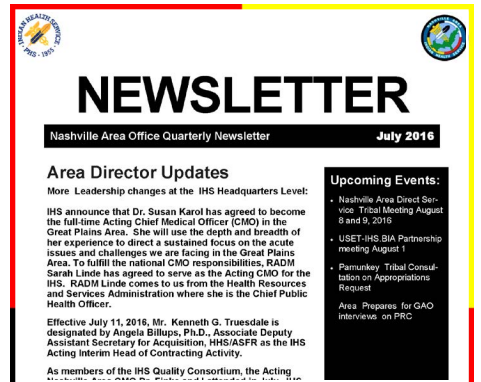 INDIAN HEALTH SERVICE
PHS - 1955
NEWSLETTER
Nashville Area Office Quarterly Newsletter July 2016
Area Director Updates
More Leadership changes at the IHS Headquarters Level:
IHS announce that Dr. Susan Karol has agreed to become
the full-time Acting Chief Medical Officer (CMO) in the
Great Plains Area. She will use the depth and breadth of
her experience to direct a sustained focus on the acute
issues and challenges we are facing in the Great Plains
Area. To fulfill the national CMO responsibilities, RADM
Sarah Linde has agreed to serve as the Acting CMO for the
IHS. RADM Linde comes to us from the Health Resources
and Services Administration where she is the Chief Public
Health Officer.
Effective July 11, 2016, Mr. Kenneth G. Truesdale is
designated by Angela Billups, Ph.D., Associate Deputy
Assistant Secretary for Acquisition, HHS/ASFR as the IHS
Acting Interim Head of Contracting Activity.
As members of the IHS Quality Consortium, the Acting
Upcoming Events:
• Nashville Area Direct Ser-
vice Tribal Meeting August
8 and 9, 2016
• USET-IHS.BIA Partnership
meeting August 1
• Pamunkey Tribal Consul-
tation on Appropriations
Request
Area Prepares for GAO
interviews on PRC